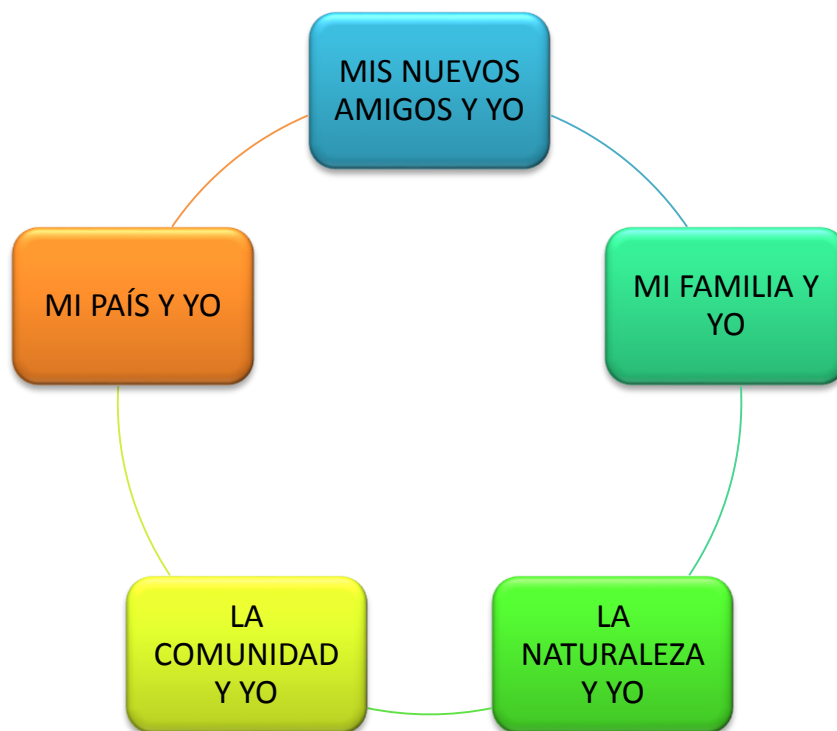 MIS NUEVOS
AMIGOS Y YO
MI FAMILIA Y
YO
LA
NATURALEZA
Y YO
LA
COMUNIDAD
Y YO
MI PAÍS Y YO